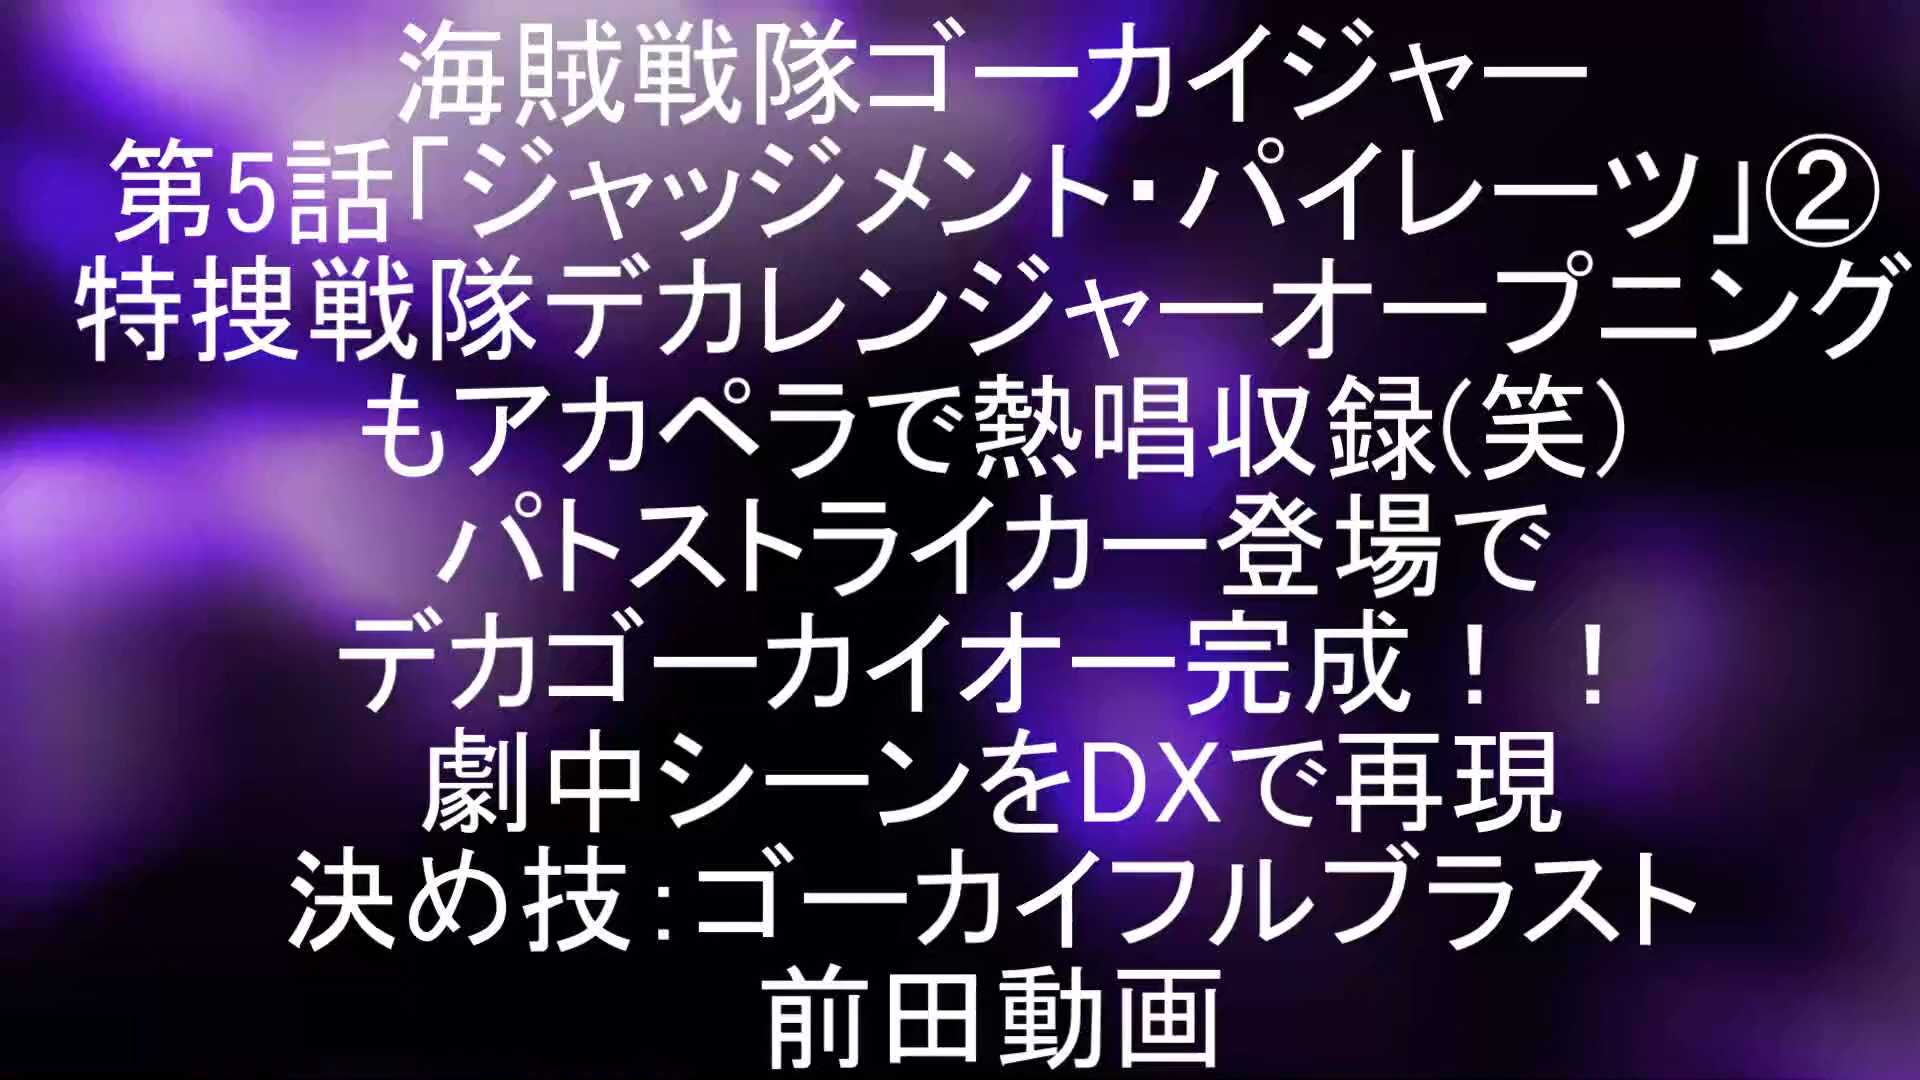 海賊戦隊ゴーカイジャー
第5話「ジャッジメント・パイレーツ」②
特捜戦隊デカレンジャーオープニング
もアカペラで熱唱収録(笑)
パトストライカー登場で
デカゴーカイオー完成！！
劇中シーンをDXで再現
決め技:ゴーカイフルブラスト
前田動画